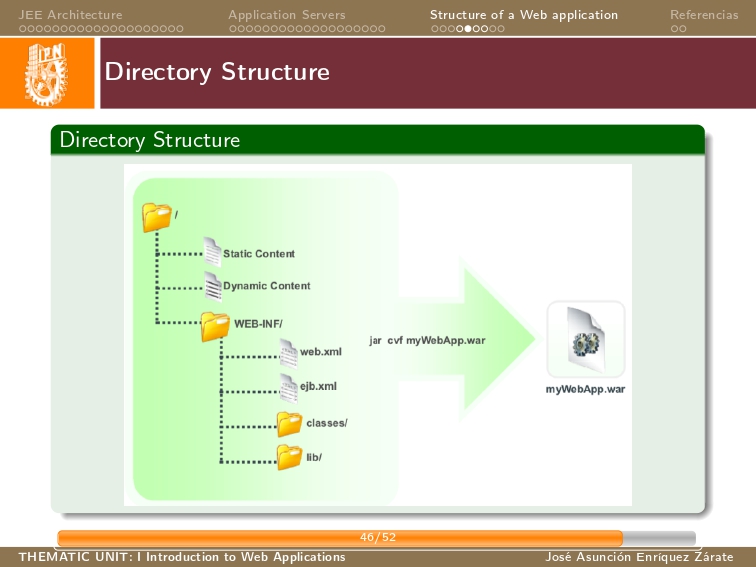 JEE Architecture Application Servers Structure of a Web application Referencias
IPN
Directory Structure
Directory Structure
/
Static Content
Dynamic Content
WEB-INF/
web.xml
jar cvf myWebApp.war
ejb.xml
myWebApp.war
classes/
lib/
46/52
THEMATIC UNIT: I Introduction to Web Applications José Asunción Enríquez Zárate